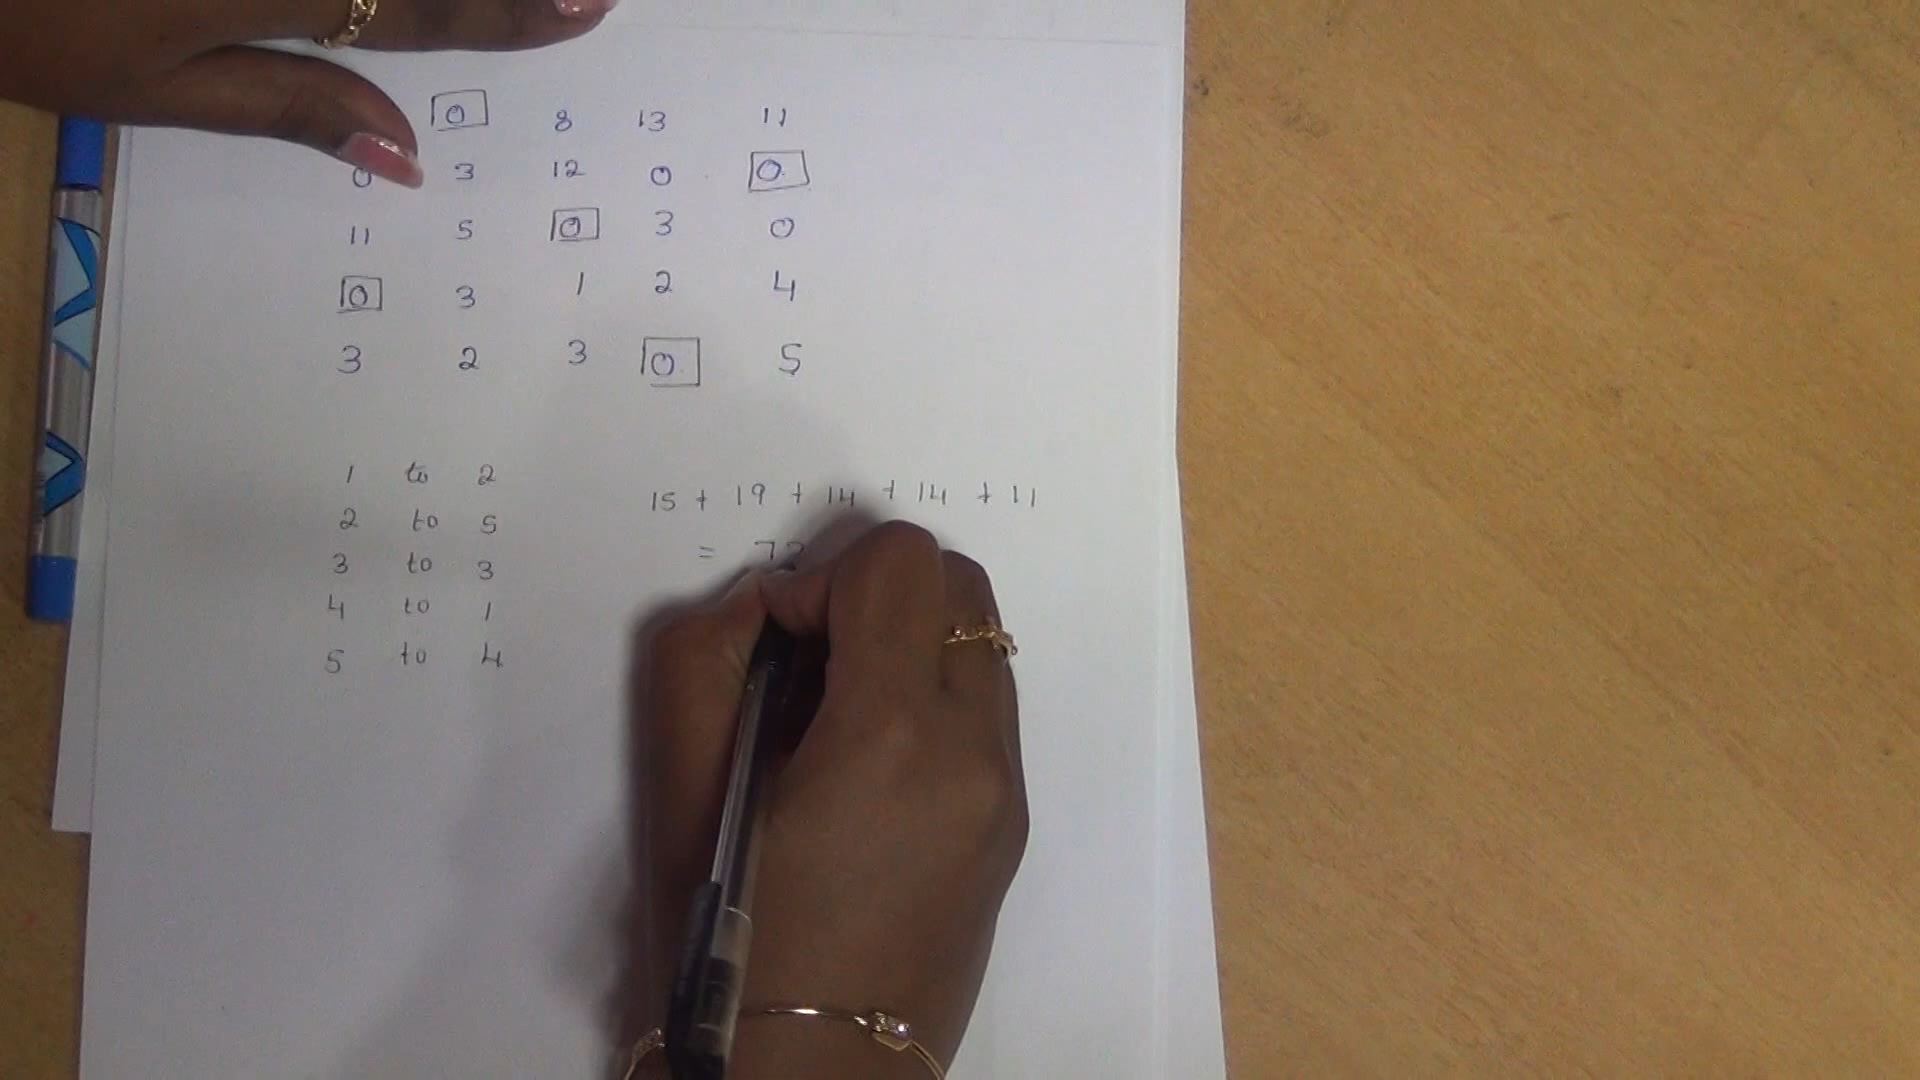 0 8 13 11
0 3 12 0 0
11 5 0 3 0
0 3 1 2 4
3 2 3 0 5
1 to 2
2 to 5
3 to 3
4 to 1
5 to 4
15 + 19 + 14 + 14 + 11
= 73